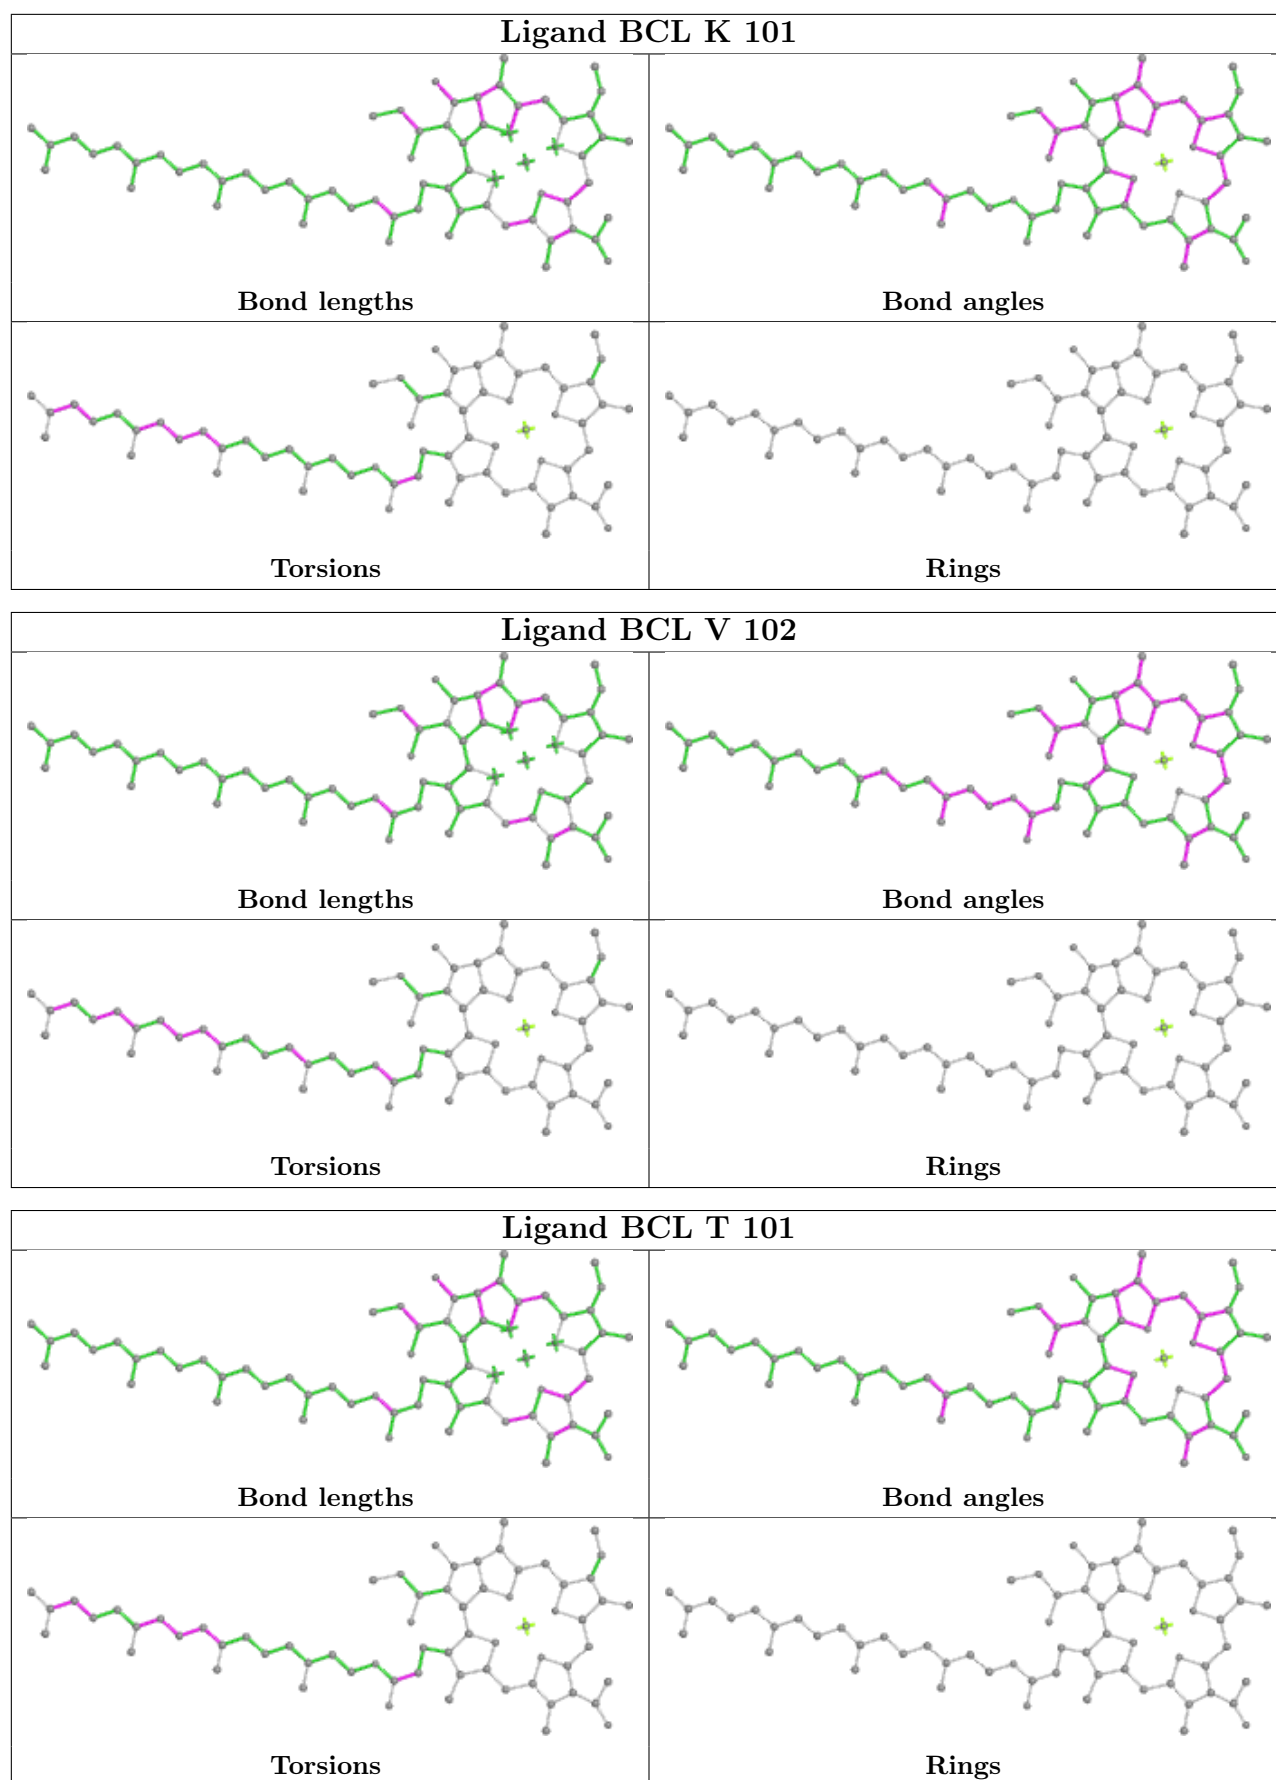 Ligand BCL K 101
Bond lengths
Bond angles
Torsions
Rings
Ligand BCL V 102
Bond lengths
Bond angles
Torsions
Rings
Ligand BCL T 101
Bond lengths
Bond angles
Torsions
Rings